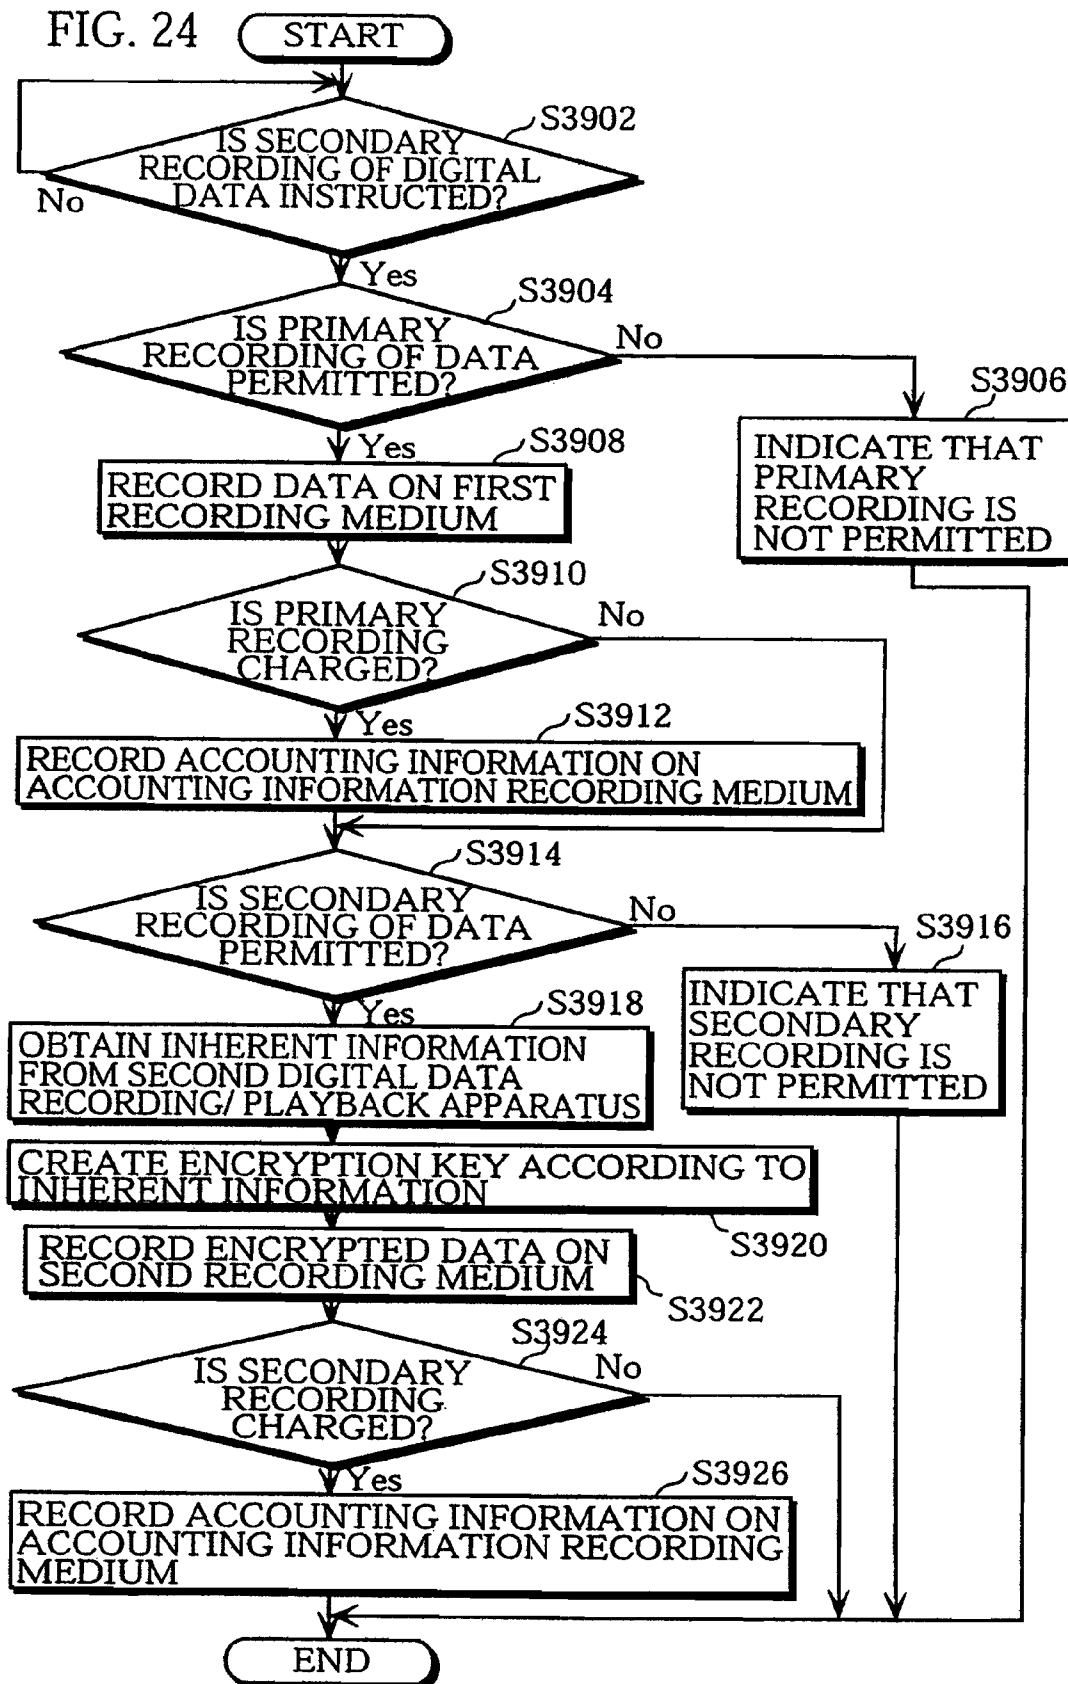 FIG. 24
START
S3902
IS SECONDARY
RECORDING OF DIGITAL
DATA INSTRUCTED?
No
Yes
S3904
IS PRIMARY
RECORDING OF DATA
PERMITTED?
No
S3906
INDICATE THAT
PRIMARY
RECORDING IS
NOT PERMITTED
Yes
S3908
RECORD DATA ON FIRST
RECORDING MEDIUM
S3910
IS PRIMARY
RECORDING
CHARGED?
No
Yes
S3912
RECORD ACCOUNTING INFORMATION ON
ACCOUNTING INFORMATION RECORDING MEDIUM
S3914
IS SECONDARY
RECORDING OF DATA
PERMITTED?
No
S3916
INDICATE THAT
SECONDARY
RECORDING IS
NOT PERMITTED
Yes
S3918
OBTAIN INHERENT INFORMATION
FROM SECOND DIGITAL DATA
RECORDING/ PLAYBACK APPARATUS
CREATE ENCRYPTION KEY ACCORDING TO
INHERENT INFORMATION
S3920
RECORD ENCRYPTED DATA ON
SECOND RECORDING MEDIUM
S3922
S3924
IS SECONDARY
RECORDING
CHARGED?
No
Yes
S3926
RECORD ACCOUNTING INFORMATION ON
ACCOUNTING INFORMATION RECORDING
MEDIUM
END